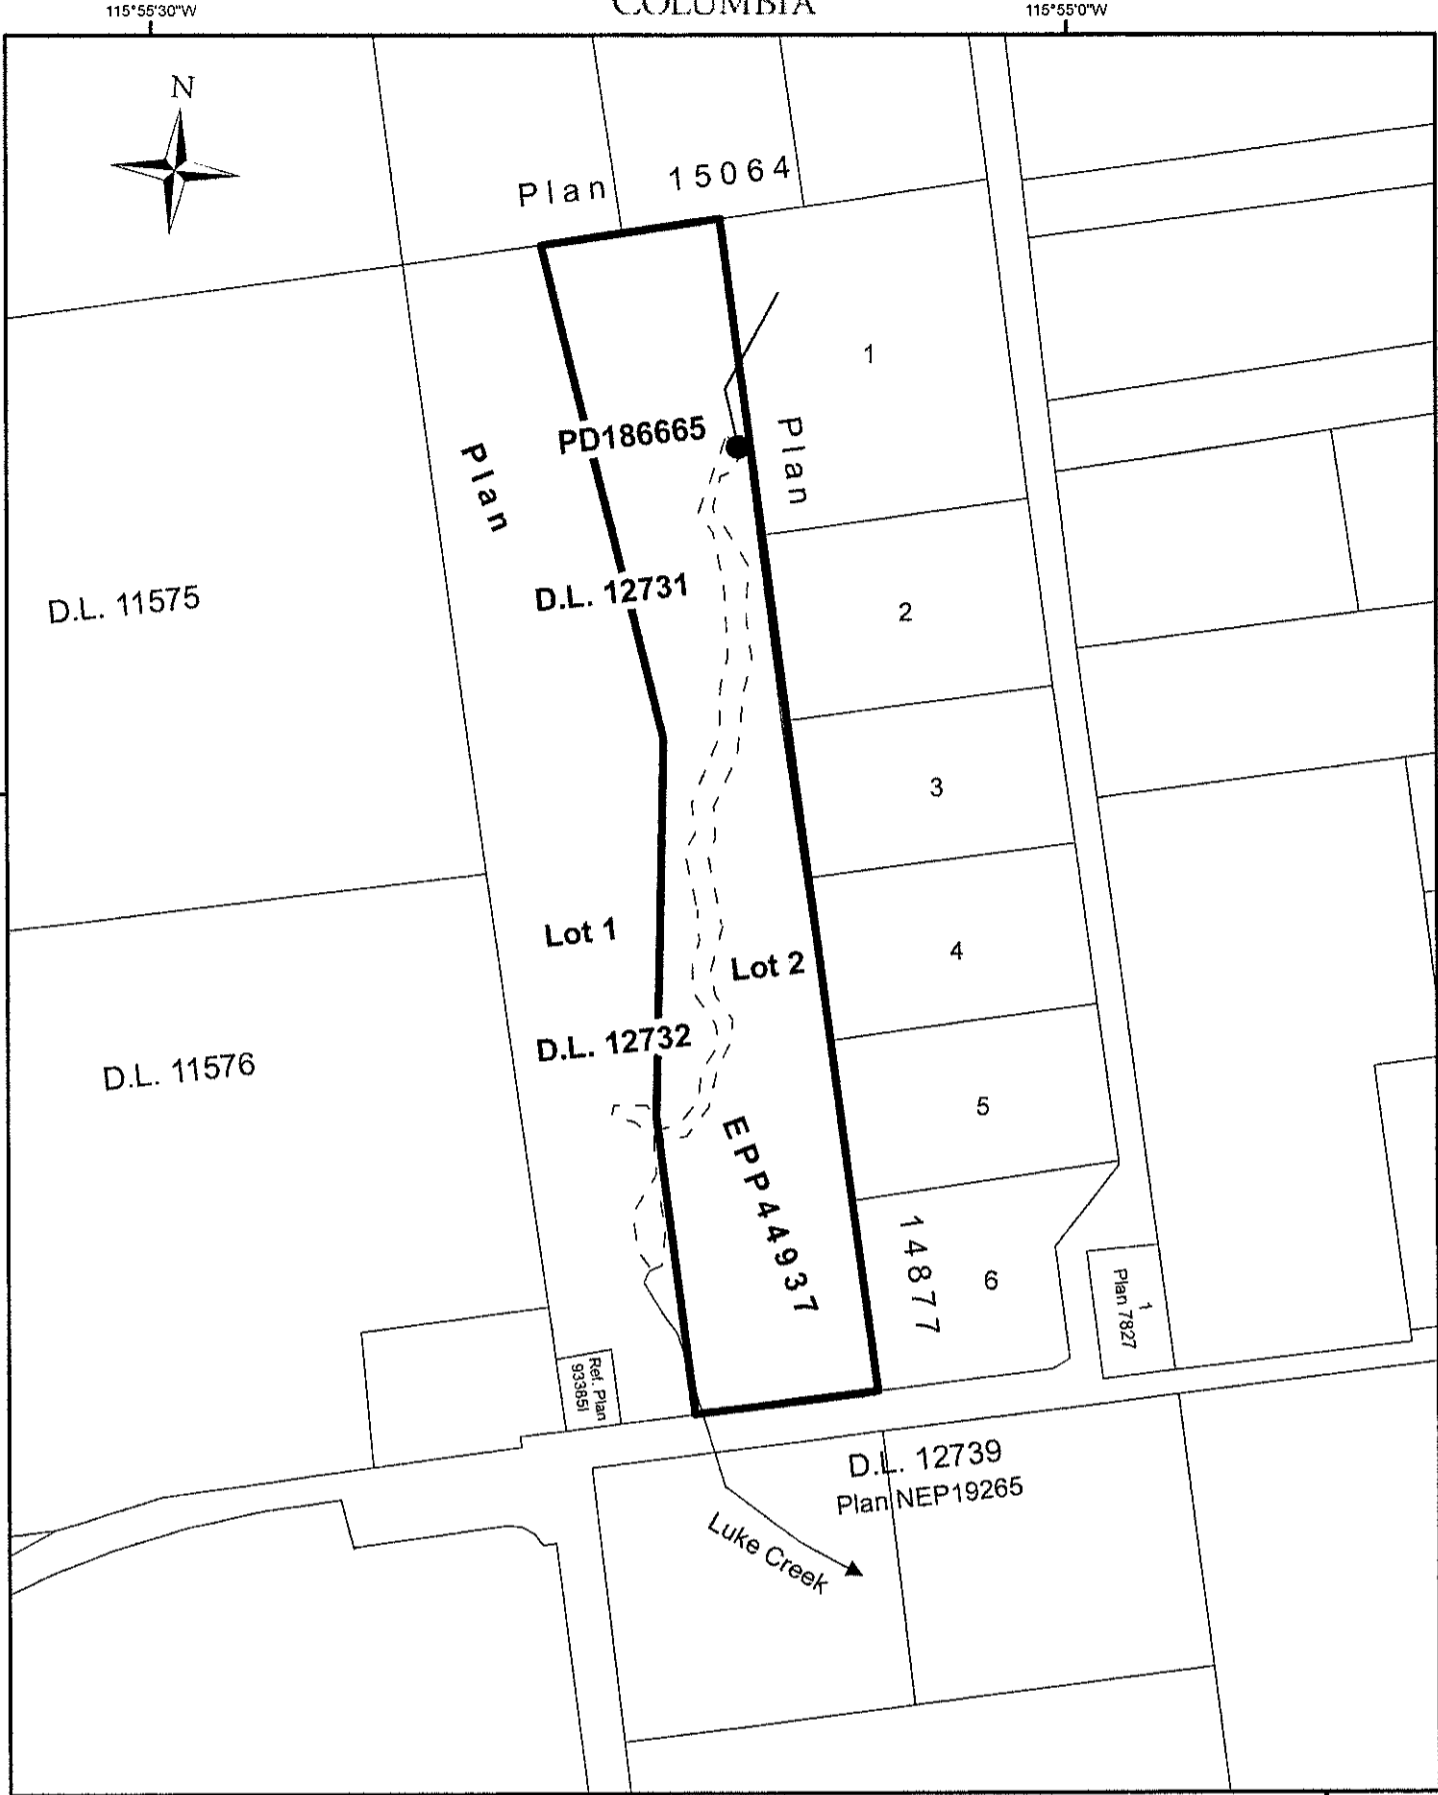 COLUMBIA
115°55'30"W
115°55'0"W
N
Plan 15064
1
PD186665
Plan
Plan
D.L. 11575
D.L. 12731
2
3
Lot 1
Lot 2
4
D.L. 12732
D.L. 11576
5
EPP44937
14877
6
1
Plan 7827
Ref. Plan
93385I
D.L. 12739
Plan NEP19265
Luke Creek